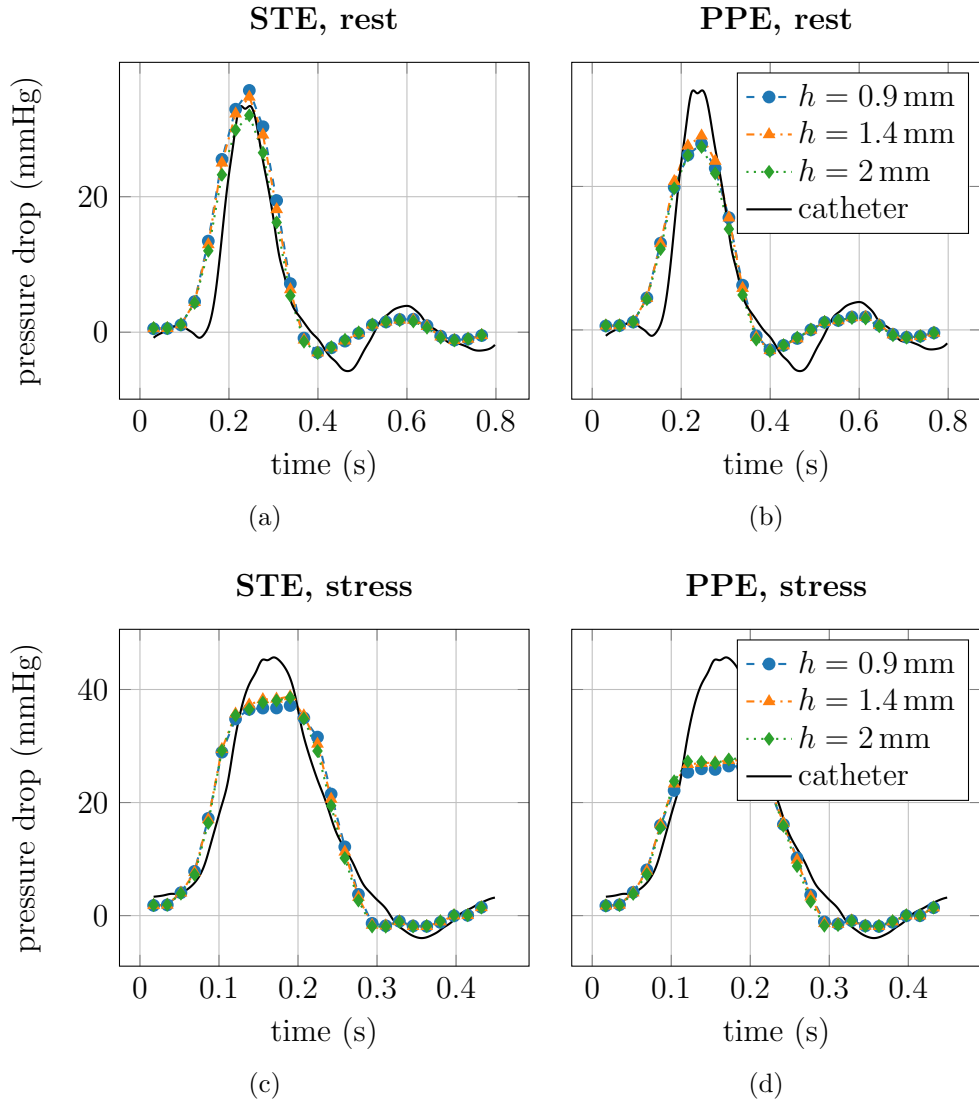 STE, rest
PPE, rest
pressure drop (mmHg)
20
0
h = 0.9 mm
h = 1.4 mm
h = 2 mm
catheter
0 0.2 0.4 0.6 0.8
0 0.2 0.4 0.6 0.8
time (s)
time (s)
(a)
(b)
STE, stress
PPE, stress
pressure drop (mmHg)
40
20
0
h = 0.9 mm
h = 1.4 mm
h = 2 mm
catheter
0 0.1 0.2 0.3 0.4
0 0.1 0.2 0.3 0.4
time (s)
time (s)
(c)
(d)